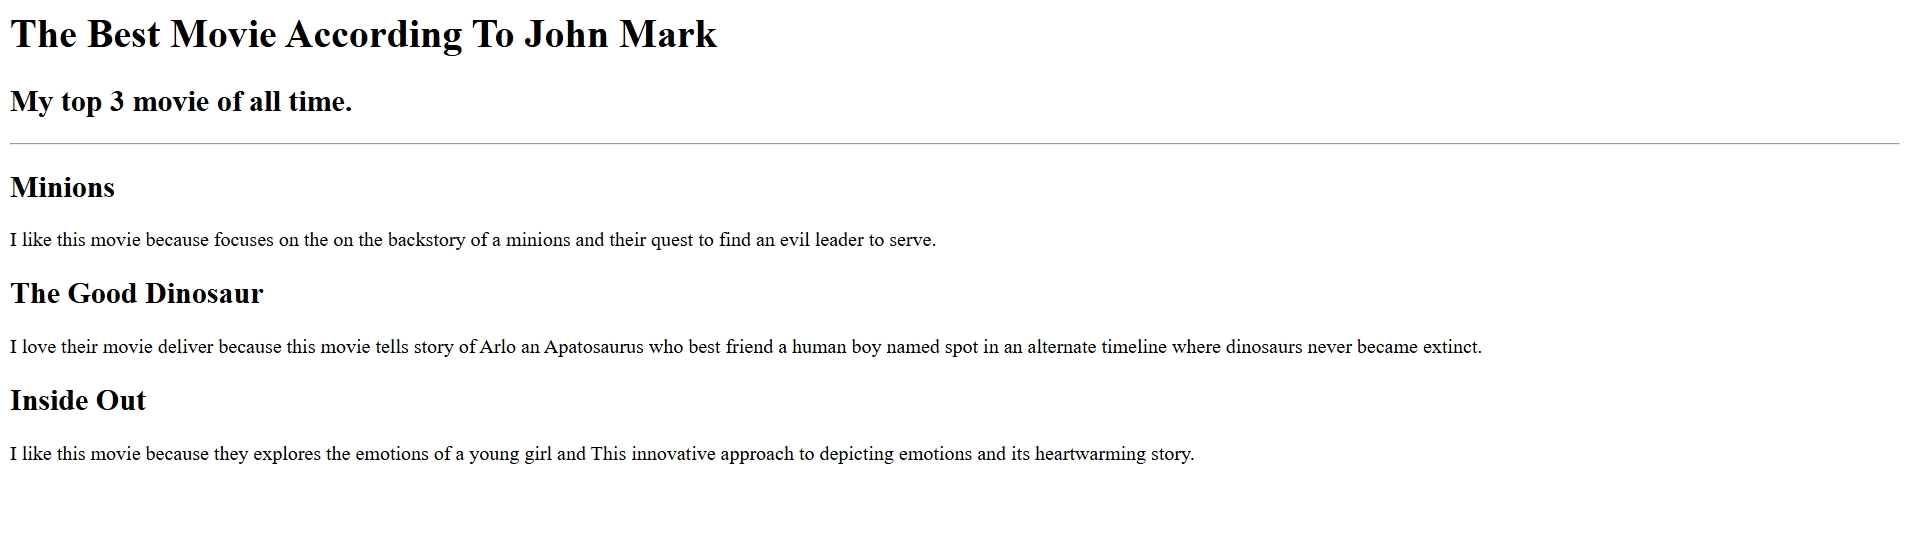 The Best Movie According To John Mark
My top 3 movie of all time.
Minions
I like this movie because focuses on the on the backstory of a minions and their quest to find an evil leader to serve.
The Good Dinosaur
I love their movie deliver because this movie tells story of Arlo an Apatosaurus who best friend a human boy named spot in an alternate timeline where dinosaurs never became extinct.
Inside Out
I like this movie because they explores the emotions of a young girl and This innovative approach to depicting emotions and its heartwarming story.